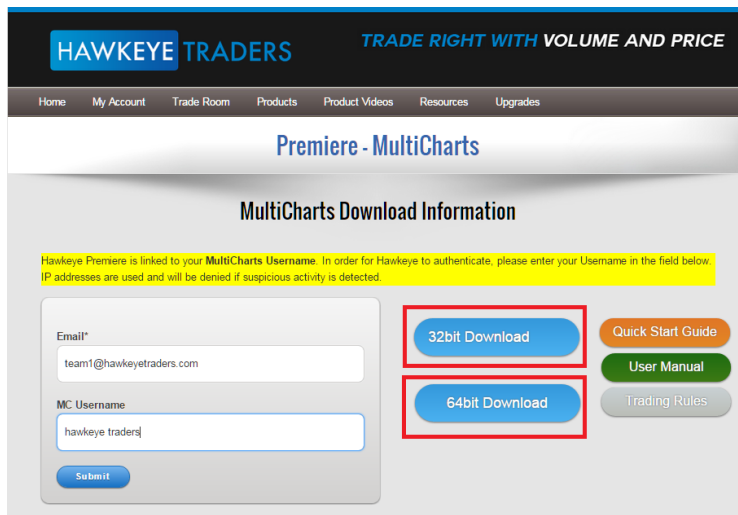 HAWKEYE TRADERS
TRADE RIGHT WITH VOLUME AND PRICE
Home My Account Trade Room Products Product Videos Resources Upgrades
Premiere - MultiCharts
MultiCharts Download Information
Hawkeye Premiere is linked to your MultiCharts Username. In order for Hawkeye to authenticate, please enter your Username in the field below.
IP addresses are used and will be denied if suspicious activity is detected.
Email*
team1@hawkeyetraders.com
MC Username
hawkeye traders
Submit
32bit Download
64bit Download
Quick Start Guide
User Manual
Trading Rules